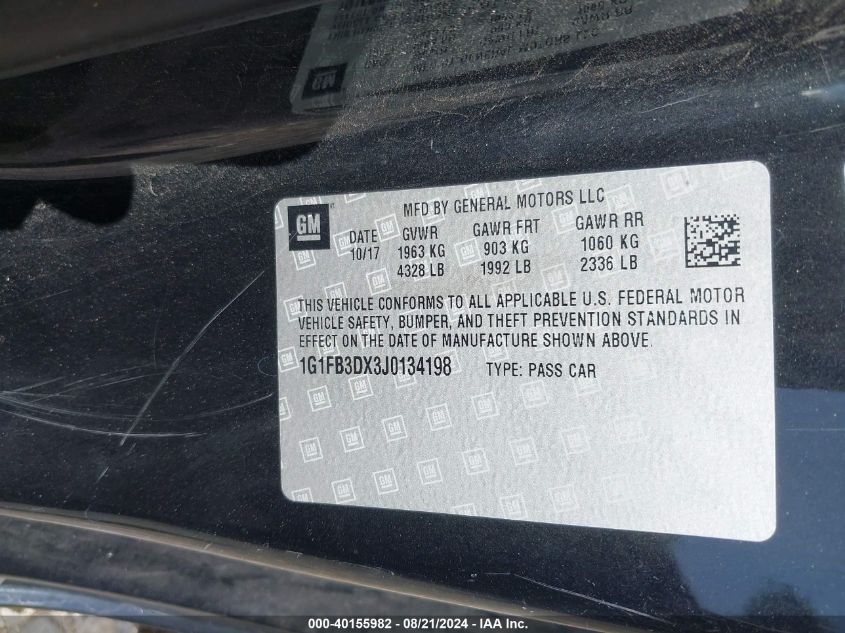 GM
MFD BY GENERAL MOTORS LLC
DATE GVWR GAWR FRT GAWR RR
10/17 1963 KG 903 KG 1060 KG
4328 LB 1992 LB 2336 LB
THIS VEHICLE CONFORMS TO ALL APPLICABLE U.S. FEDERAL MOTOR
VEHICLE SAFETY, BUMPER, AND THEFT PREVENTION STANDARDS IN
EFFECT ON THE DATE OF MANUFACTURE SHOWN ABOVE.
1G1FB3DX3J0134198 TYPE: PASS CAR
000-40155982 - 08/21/2024 - IAA Inc.